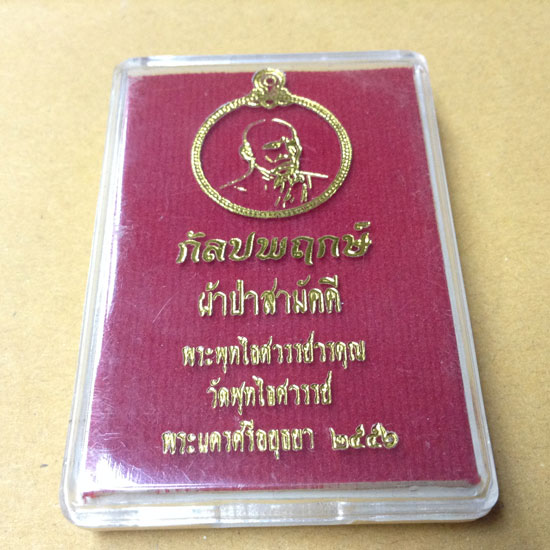 กัลปพฤกษ์
ผ้าป่าสามัคคี
พระพุทไธศวรรย์วรคุณ
วัดพุทไธศวรรย์
พระนครศรีอยุธยา ๒๕๕๖